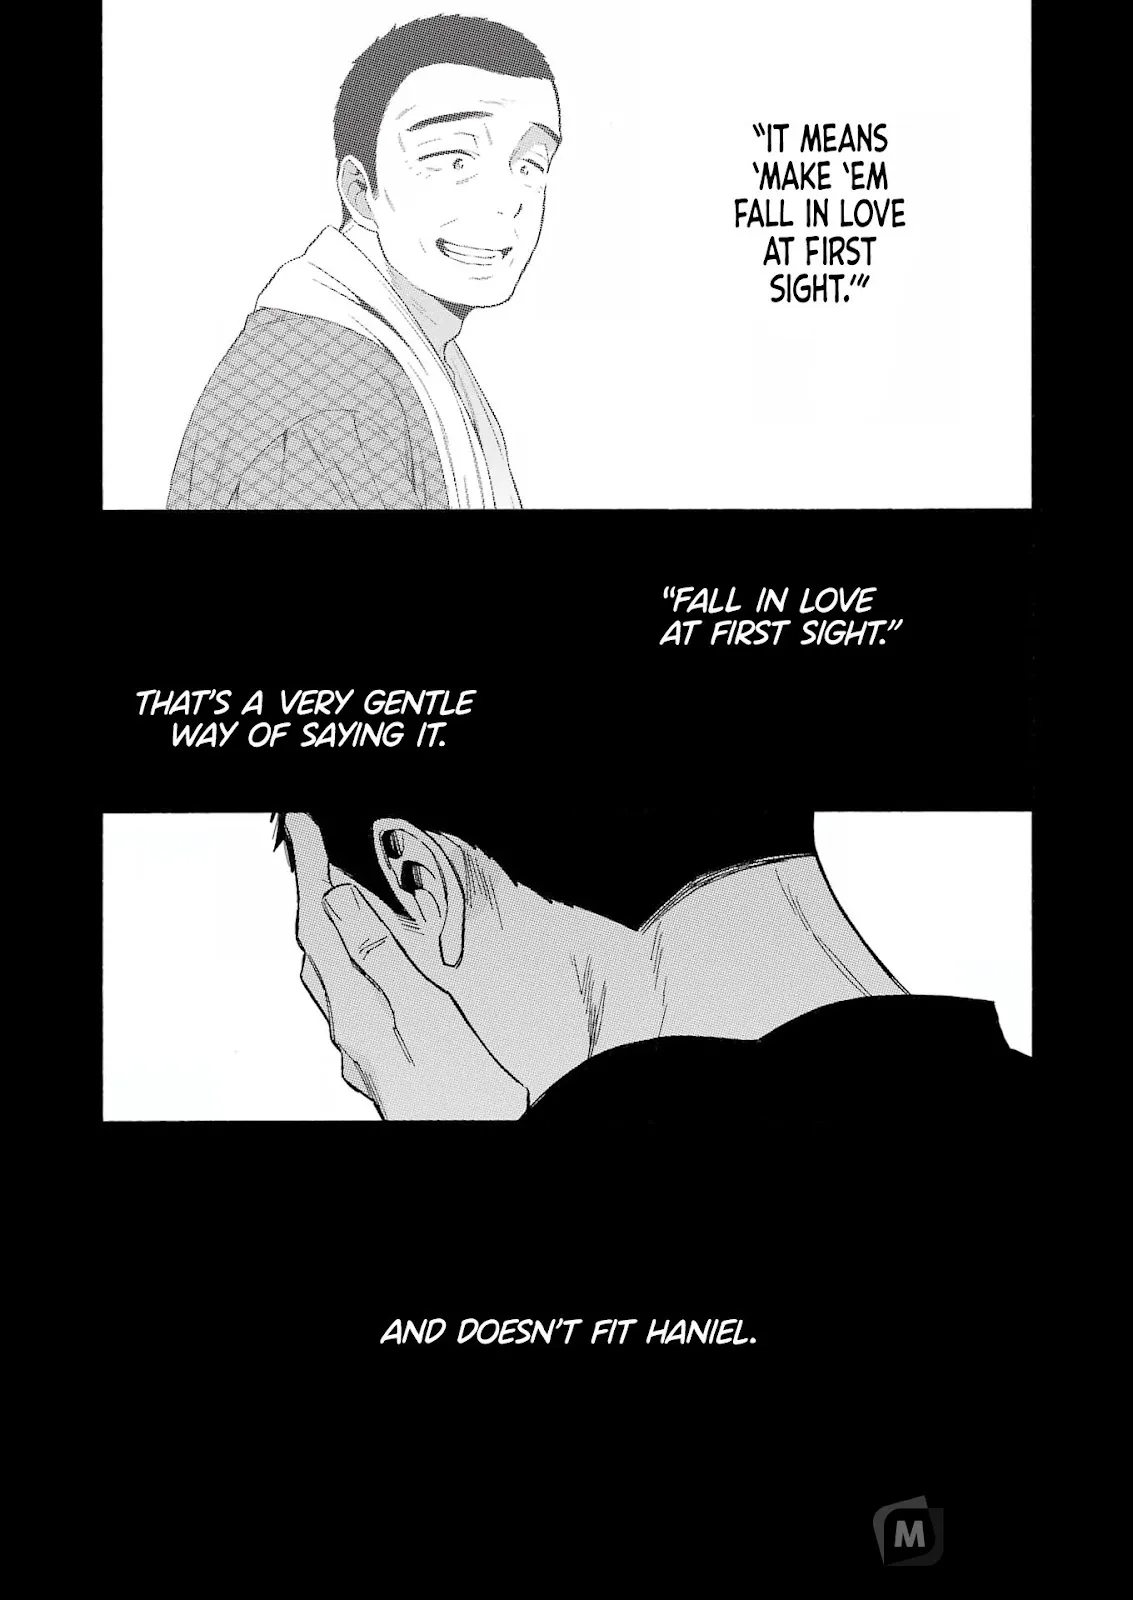 “IT MEANS
‘MAKE ‘EM
FALL IN LOVE
AT FIRST
SIGHT.’”
“FALL IN LOVE
AT FIRST SIGHT.”
THAT’S A VERY GENTLE
WAY OF SAYING IT.
AND DOESN’T FIT HANIEL.
M